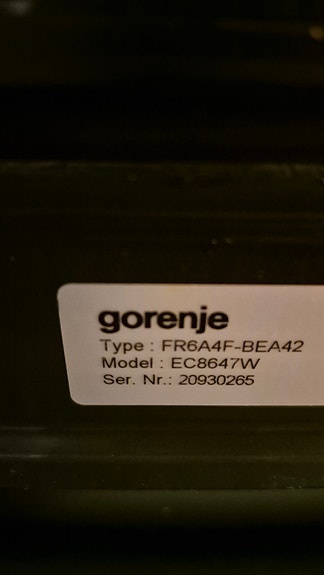 gorenje
Type : FR6A4F-BEA42
Model : EC8647W
Ser. Nr.: 20930265